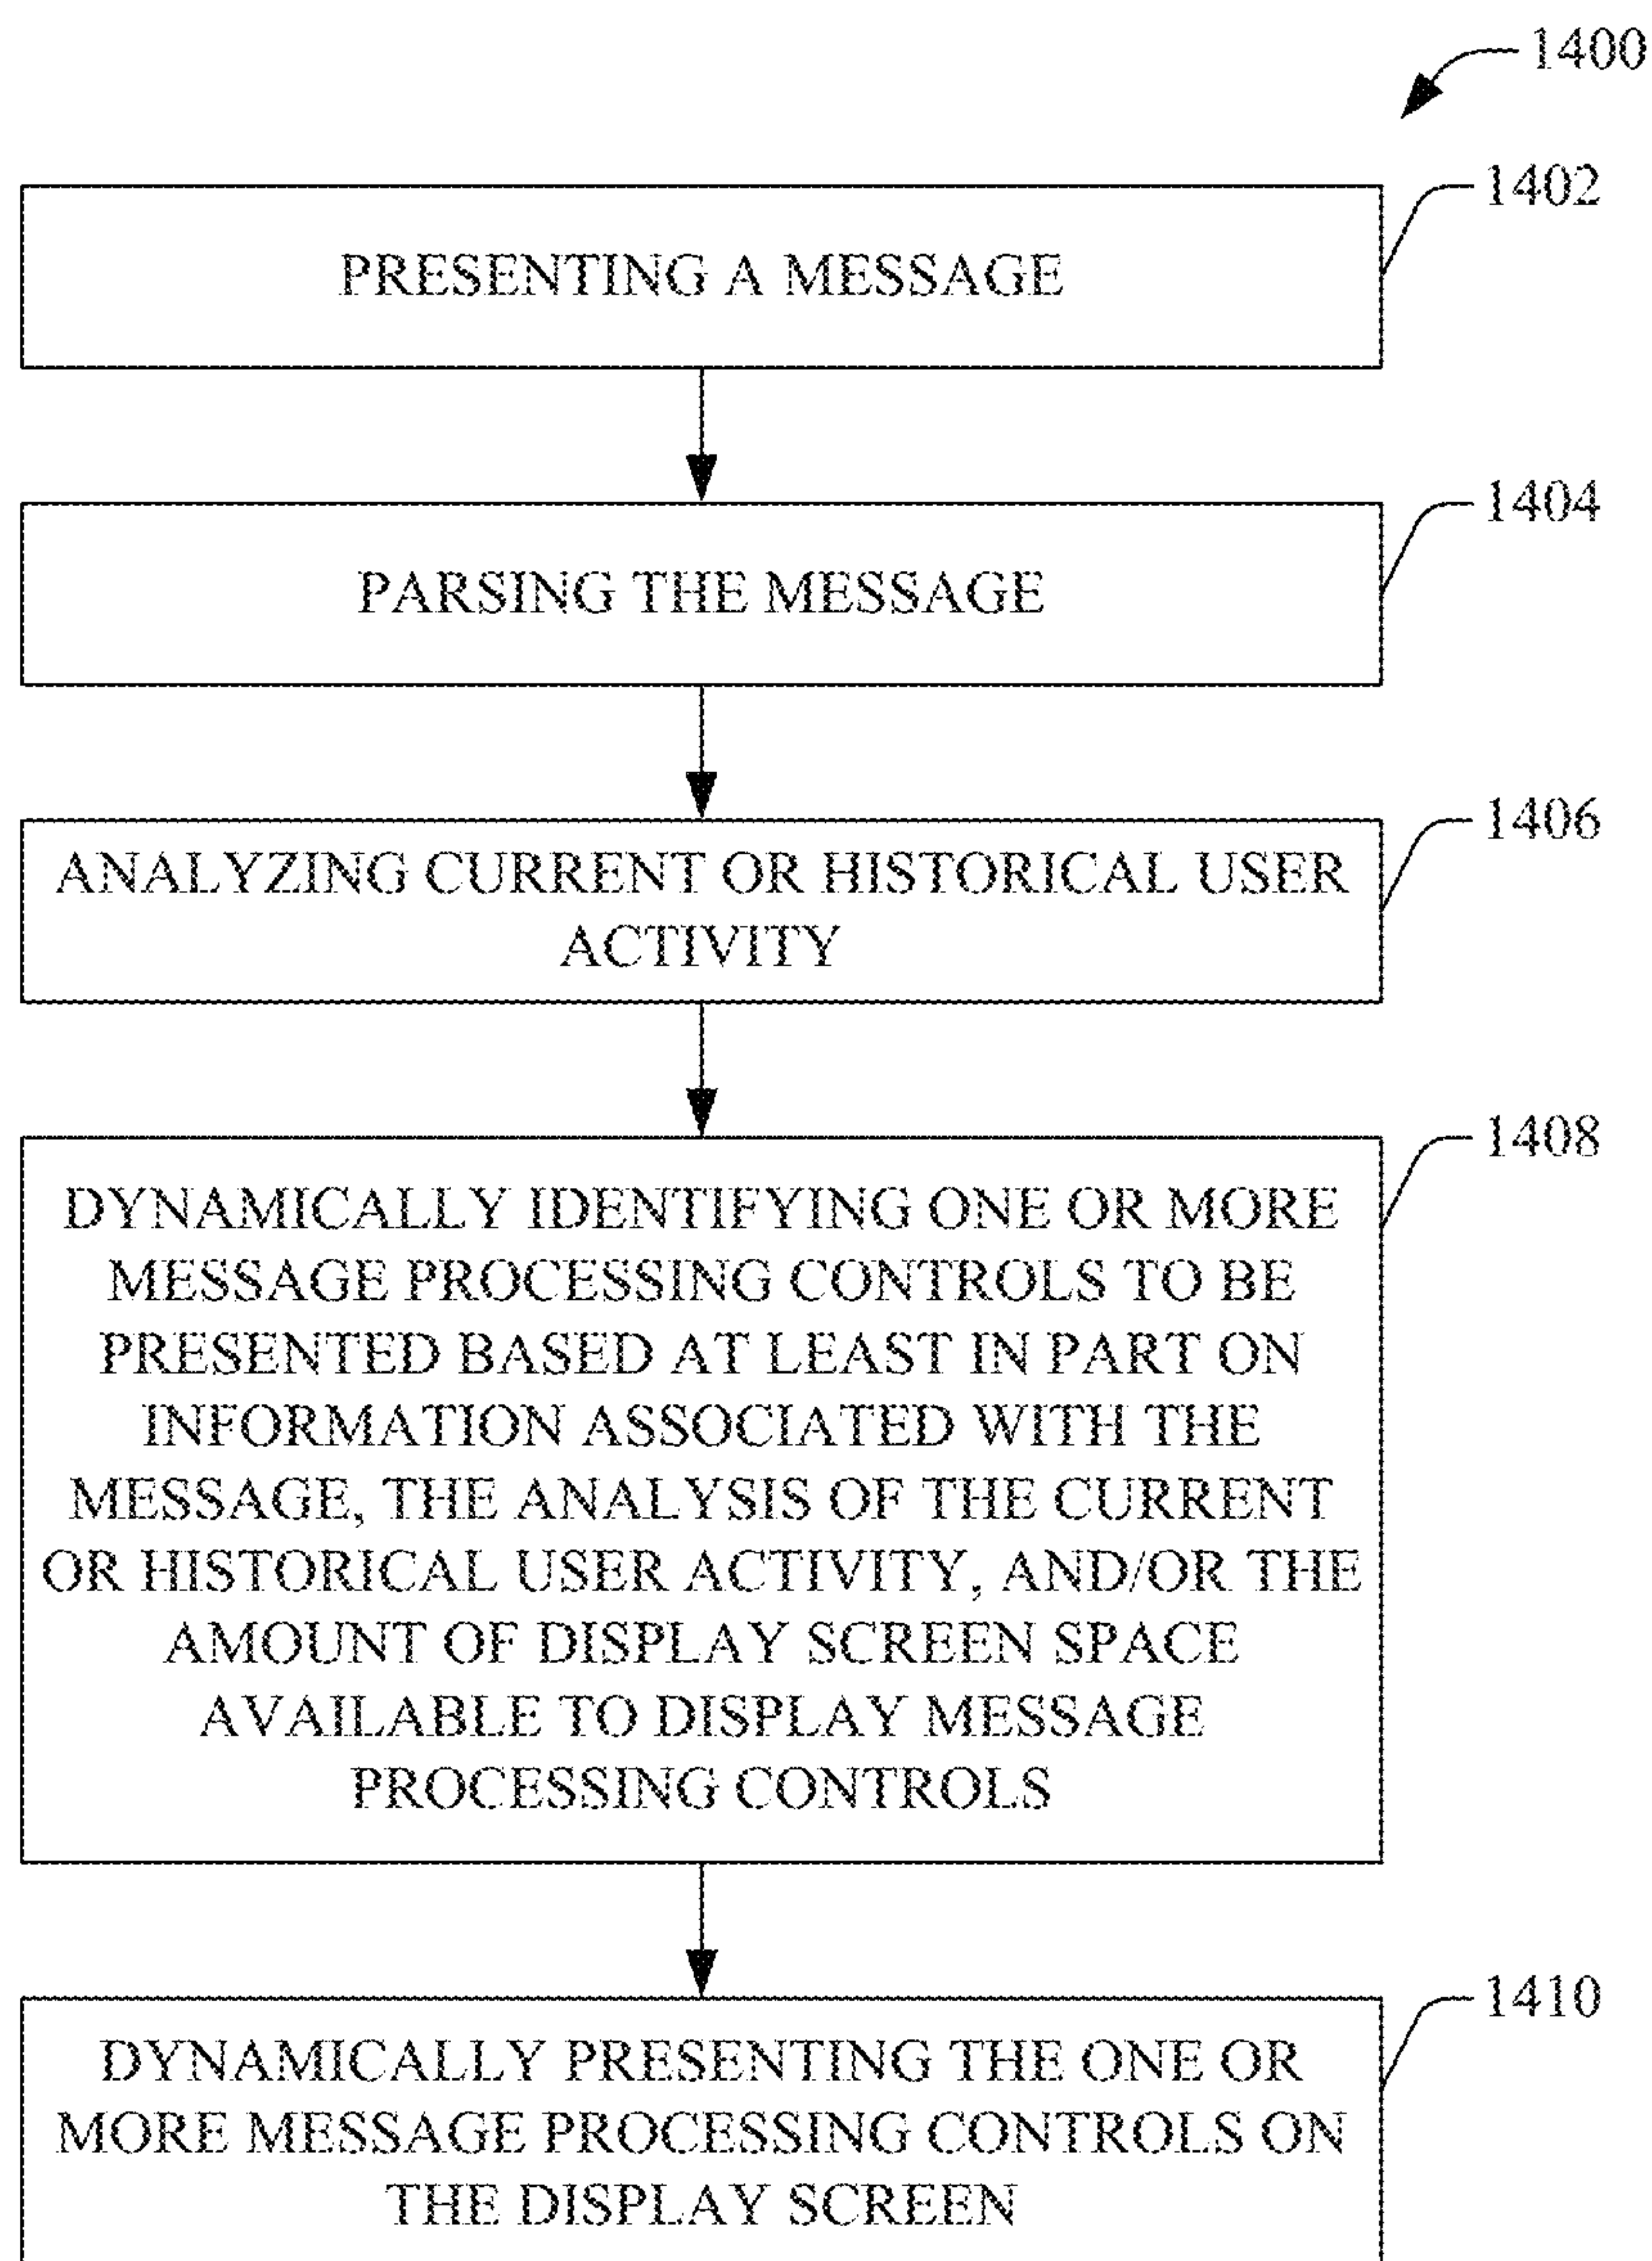 1400
1402
PRESENTING A MESSAGE
1404
PARSING THE MESSAGE
1406
ANALYZING CURRENT OR HISTORICAL USER
ACTIVITY
1408
DYNAMICALLY IDENTIFYING ONE OR MORE
MESSAGE PROCESSING CONTROLS TO BE
PRESENTED BASED AT LEAST IN PART ON
INFORMATION ASSOCIATED WITH THE
MESSAGE, THE ANALYSIS OF THE CURRENT
OR HISTORICAL USER ACTIVITY, AND/OR THE
AMOUNT OF DISPLAY SCREEN SPACE
AVAILABLE TO DISPLAY MESSAGE
PROCESSING CONTROLS
1410
DYNAMICALLY PRESENTING THE ONE OR
MORE MESSAGE PROCESSING CONTROLS ON
THE DISPLAY SCREEN